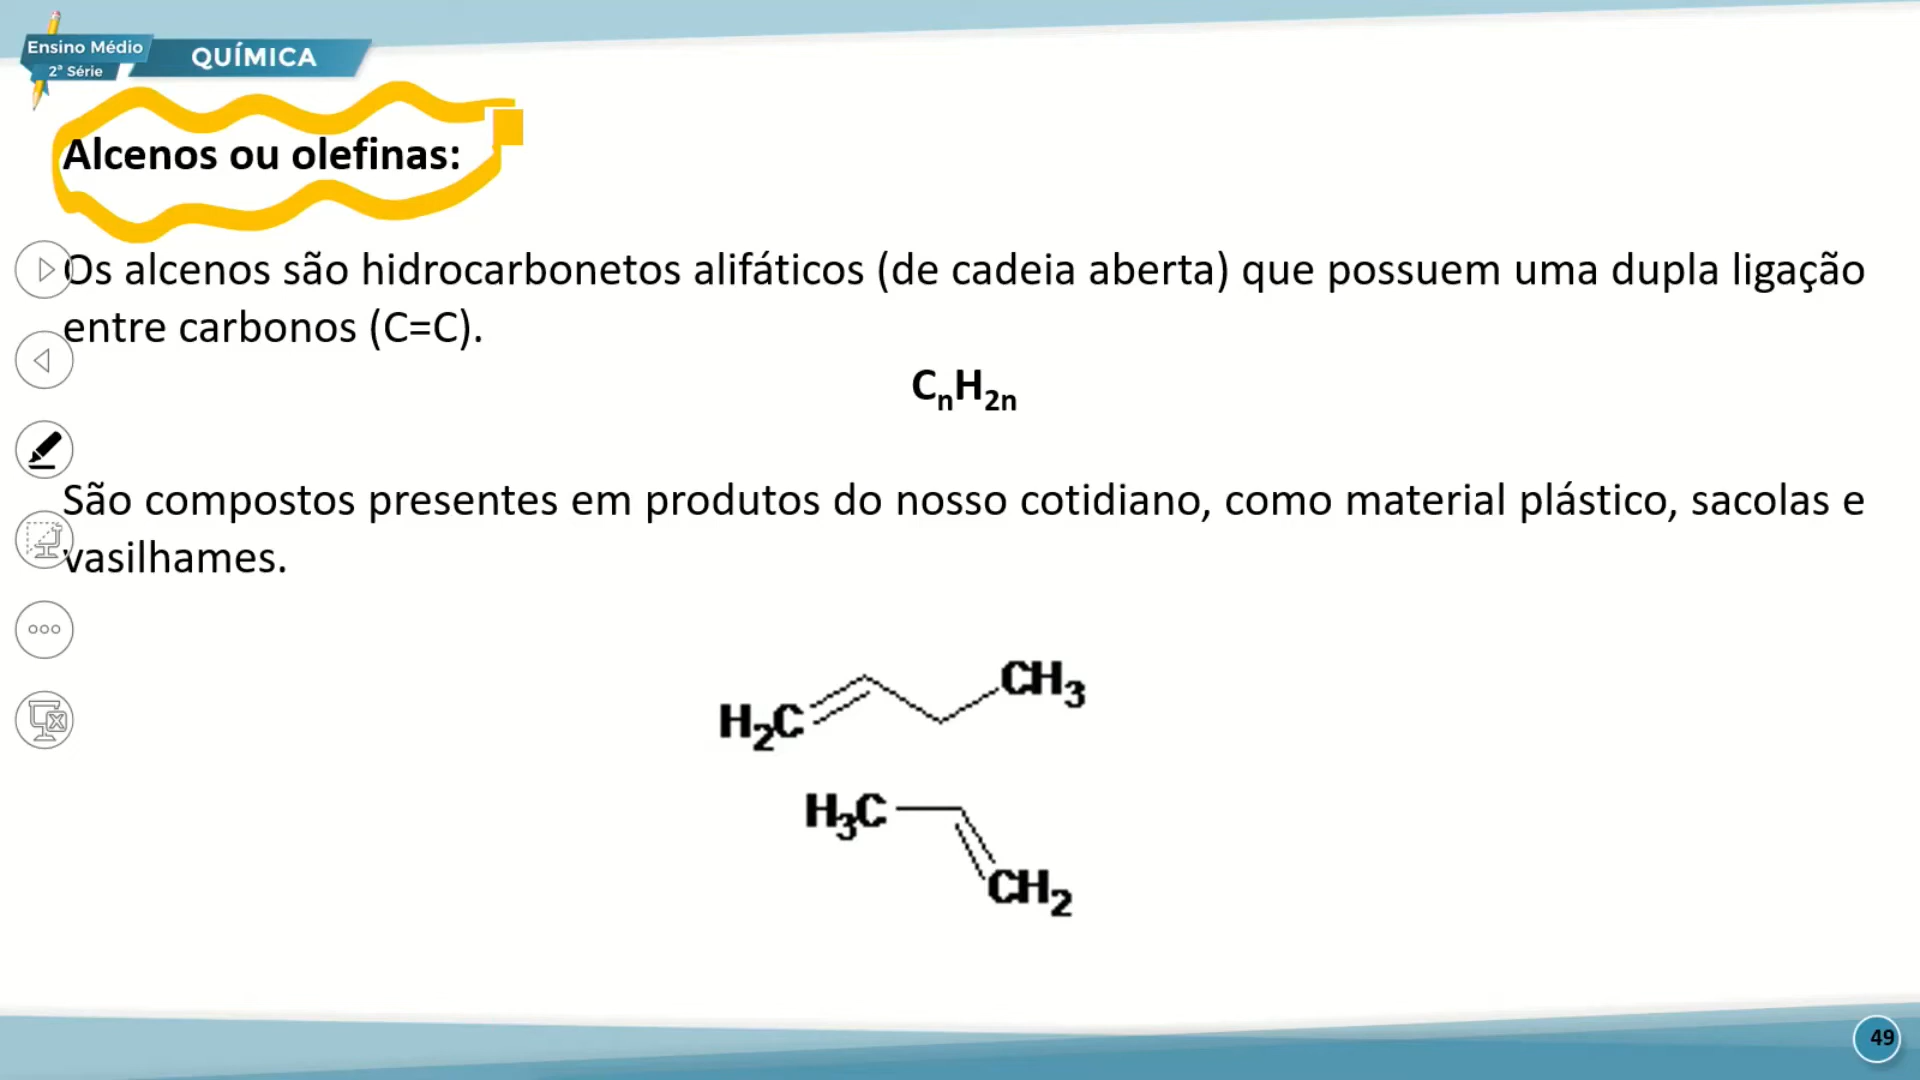 Ensino Médio
2ª Série
QUÍMICA
Alcenos ou olefinas:
Os alcenos são hidrocarbonetos alifáticos (de cadeia aberta) que possuem uma dupla ligação
entre carbonos (C=C).
CₙH₂ₙ
São compostos presentes em produtos do nosso cotidiano, como material plástico, sacolas e
vasilhames.
H₂C CH₃
H₃C
CH₂
49